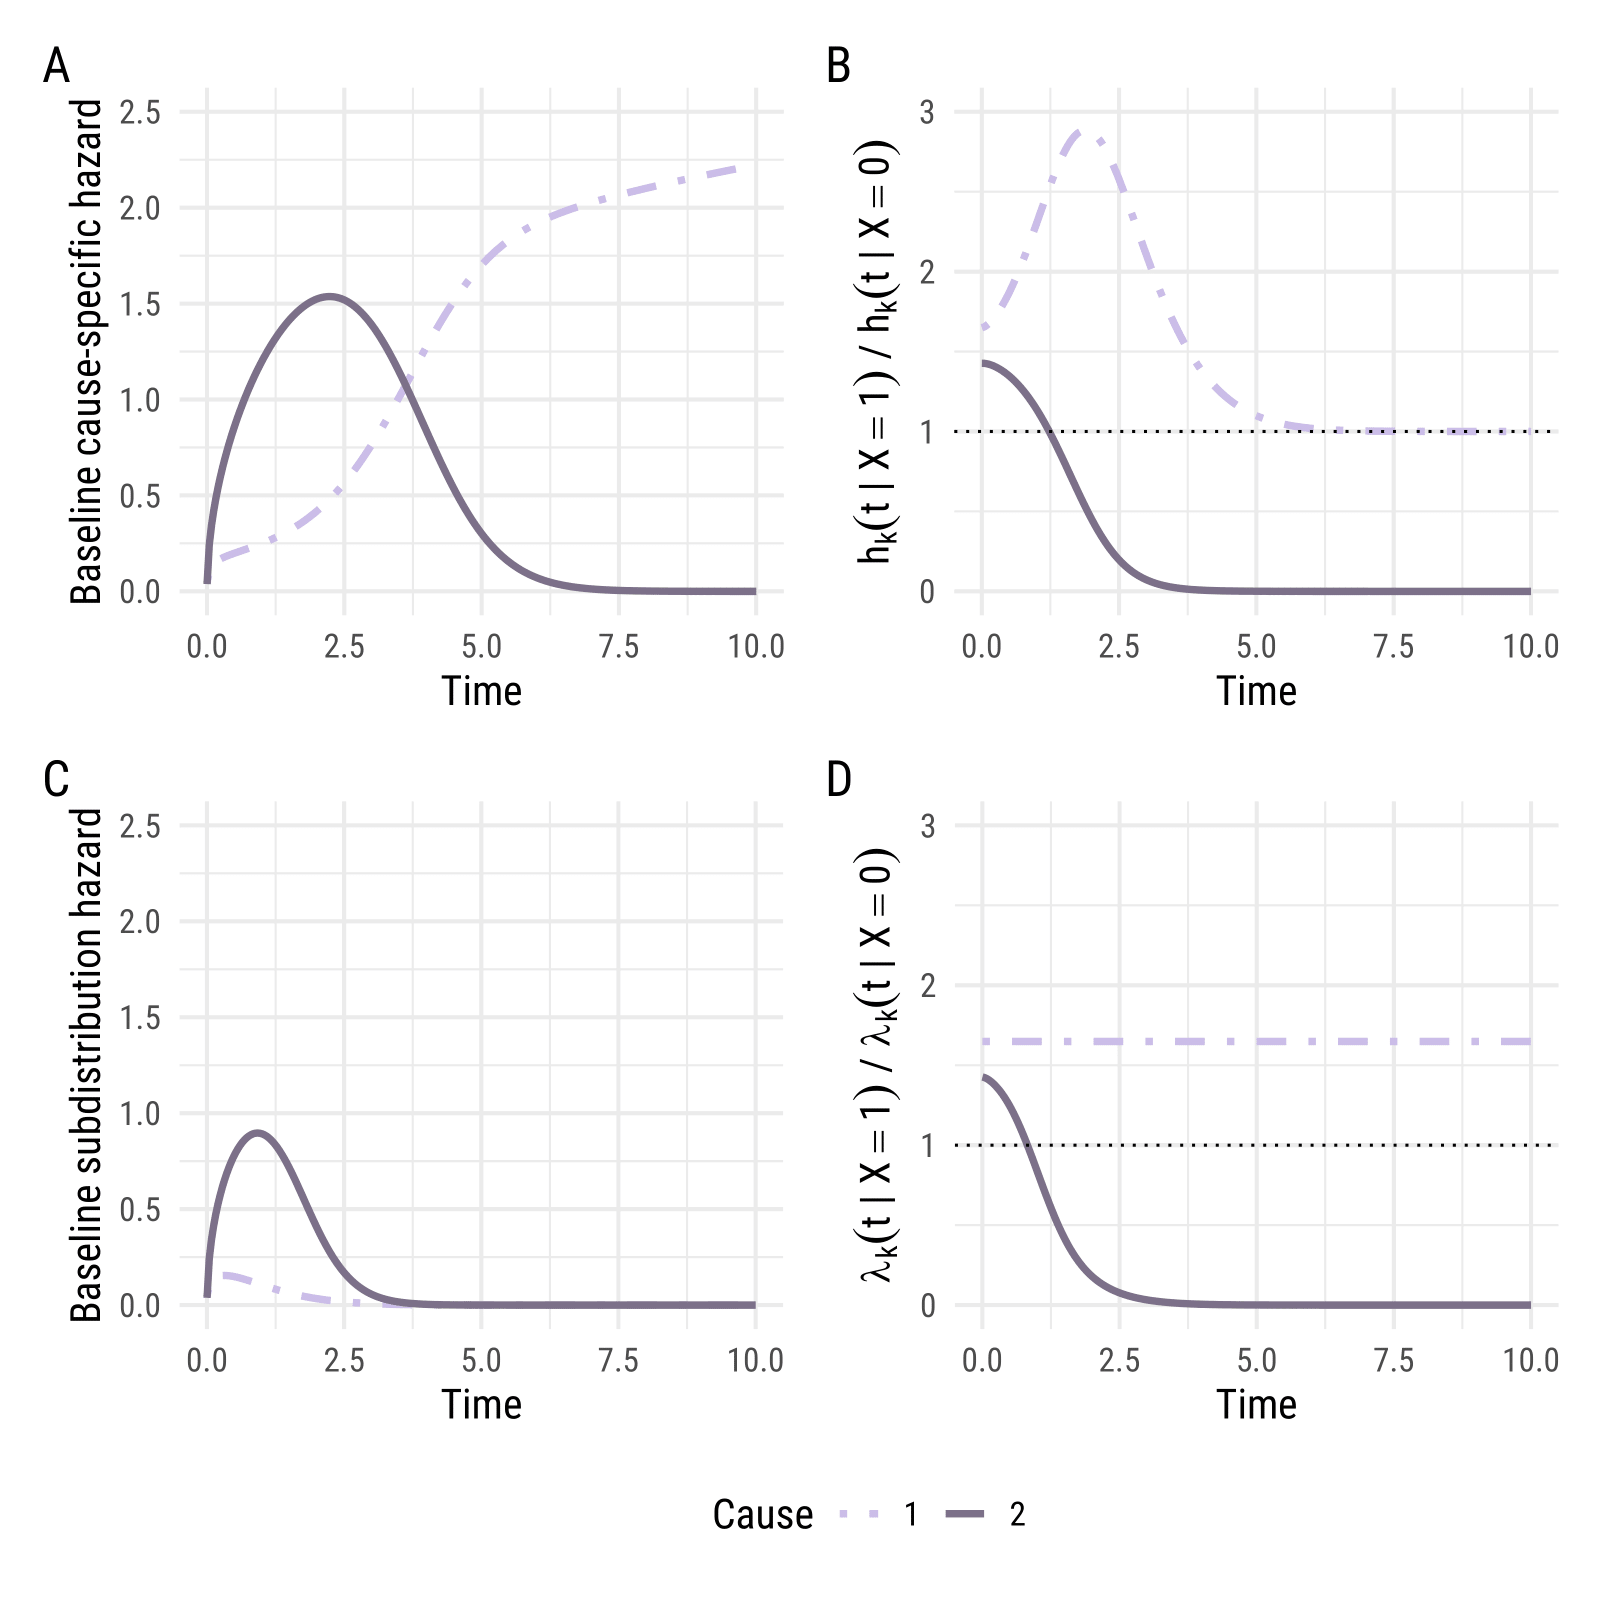 A
Baseline cause-specific hazard
2.5
2.0
1.5
1.0
0.5
0.0
0.0 2.5 5.0 7.5 10.0
Time
B
hₖ(t | X = 1) / hₖ(t | X = 0)
3
2
1
0
0.0 2.5 5.0 7.5 10.0
Time
C
Baseline subdistribution hazard
2.5
2.0
1.5
1.0
0.5
0.0
0.0 2.5 5.0 7.5 10.0
Time
D
λₖ(t | X = 1) / λₖ(t | X = 0)
3
2
1
0
0.0 2.5 5.0 7.5 10.0
Time
Cause 1 2